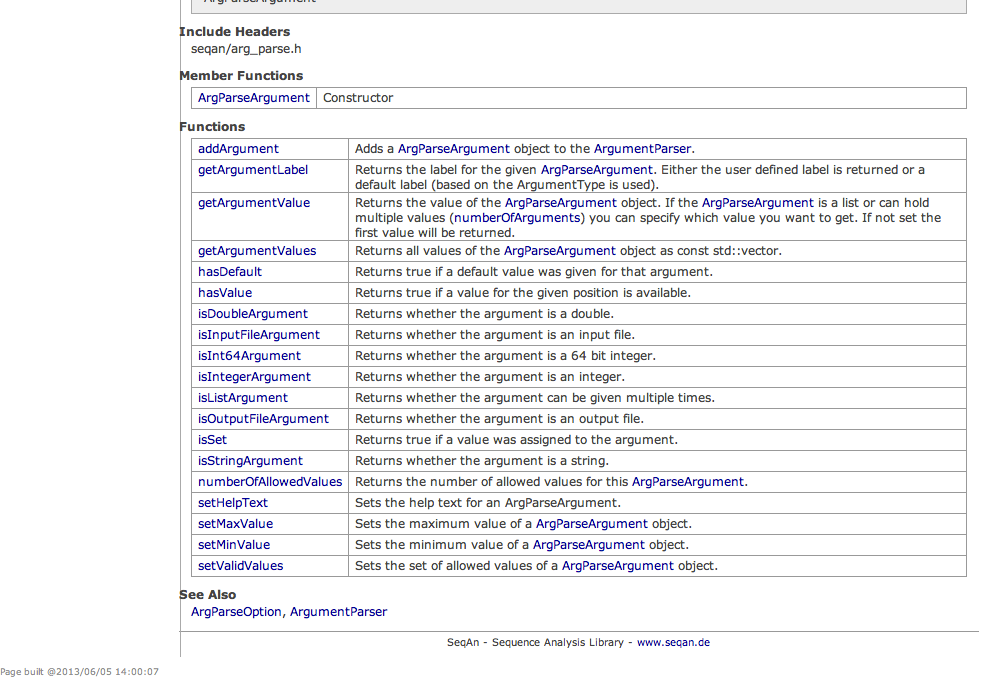 ArgParseArgument
Include Headers
seqan/arg_parse.h
Member Functions
ArgParseArgument Constructor
Functions
addArgument Adds a ArgParseArgument object to the ArgumentParser.
getArgumentLabel Returns the label for the given ArgParseArgument. Either the user defined label is returned or a
default label (based on the ArgumentType is used).
getArgumentValue Returns the value of the ArgParseArgument object. If the ArgParseArgument is a list or can hold
multiple values (numberOfArguments) you can specify which value you want to get. If not set the
first value will be returned.
getArgumentValues Returns all values of the ArgParseArgument object as const std::vector.
hasDefault Returns true if a default value was given for that argument.
hasValue Returns true if a value for the given position is available.
isDoubleArgument Returns whether the argument is a double.
isInputFileArgument Returns whether the argument is an input file.
isInt64Argument Returns whether the argument is a 64 bit integer.
isIntegerArgument Returns whether the argument is an integer.
isListArgument Returns whether the argument can be given multiple times.
isOutputFileArgument Returns whether the argument is an output file.
isSet Returns true if a value was assigned to the argument.
isStringArgument Returns whether the argument is a string.
numberOfAllowedValues Returns the number of allowed values for this ArgParseArgument.
setHelpText Sets the help text for an ArgParseArgument.
setMaxValue Sets the maximum value of a ArgParseArgument object.
setMinValue Sets the minimum value of a ArgParseArgument object.
setValidValues Sets the set of allowed values of a ArgParseArgument object.
See Also
ArgParseOption, ArgumentParser
SeqAn - Sequence Analysis Library - www.seqan.de
Page built @2013/06/05 14:00:07